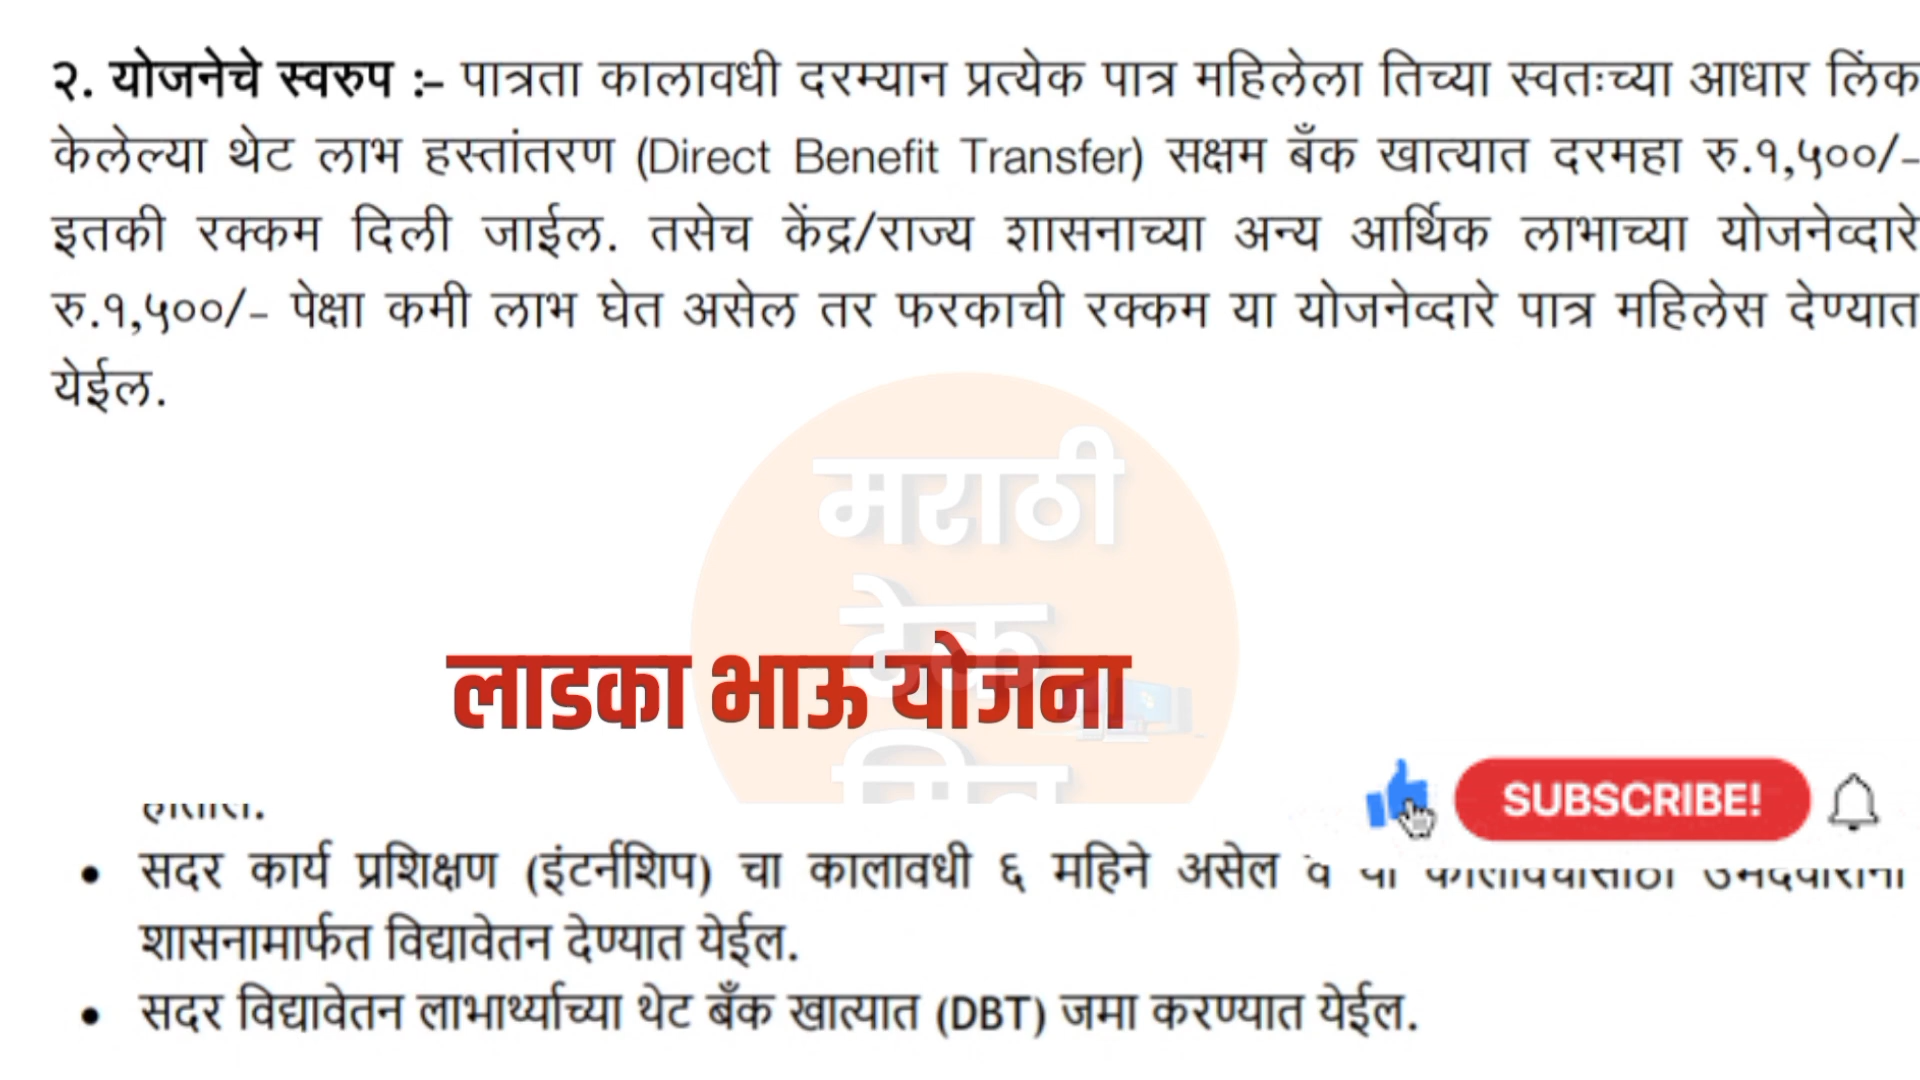 २. योजनेचे स्वरुप :- पात्रता कालावधी दरम्यान प्रत्येक पात्र महिलेला तिच्या स्वतःच्या आधार लिंक
केलेल्या थेट लाभ हस्तांतरण (Direct Benefit Transfer) सक्षम बँक खात्यात दरमहा रु.१,५००/-
इतकी रक्कम दिली जाईल. तसेच केंद्र/राज्य शासनाच्या अन्य आर्थिक लाभाच्या योजनेव्दारे
रु.१,५००/- पेक्षा कमी लाभ घेत असेल तर फरकाची रक्कम या योजनेव्दारे पात्र महिलेस देण्यात
येईल.
मराठी
टेक
लाडका भाऊ योजना
SUBSCRIBE!
• सदर कार्य प्रशिक्षण (इंटर्नशिप) चा कालावधी ६ महिने असेल व
शासनामार्फत विद्यावेतन देण्यात येईल.
• सदर विद्यावेतन लाभार्थ्याच्या थेट बँक खात्यात (DBT) जमा करण्यात येईल.